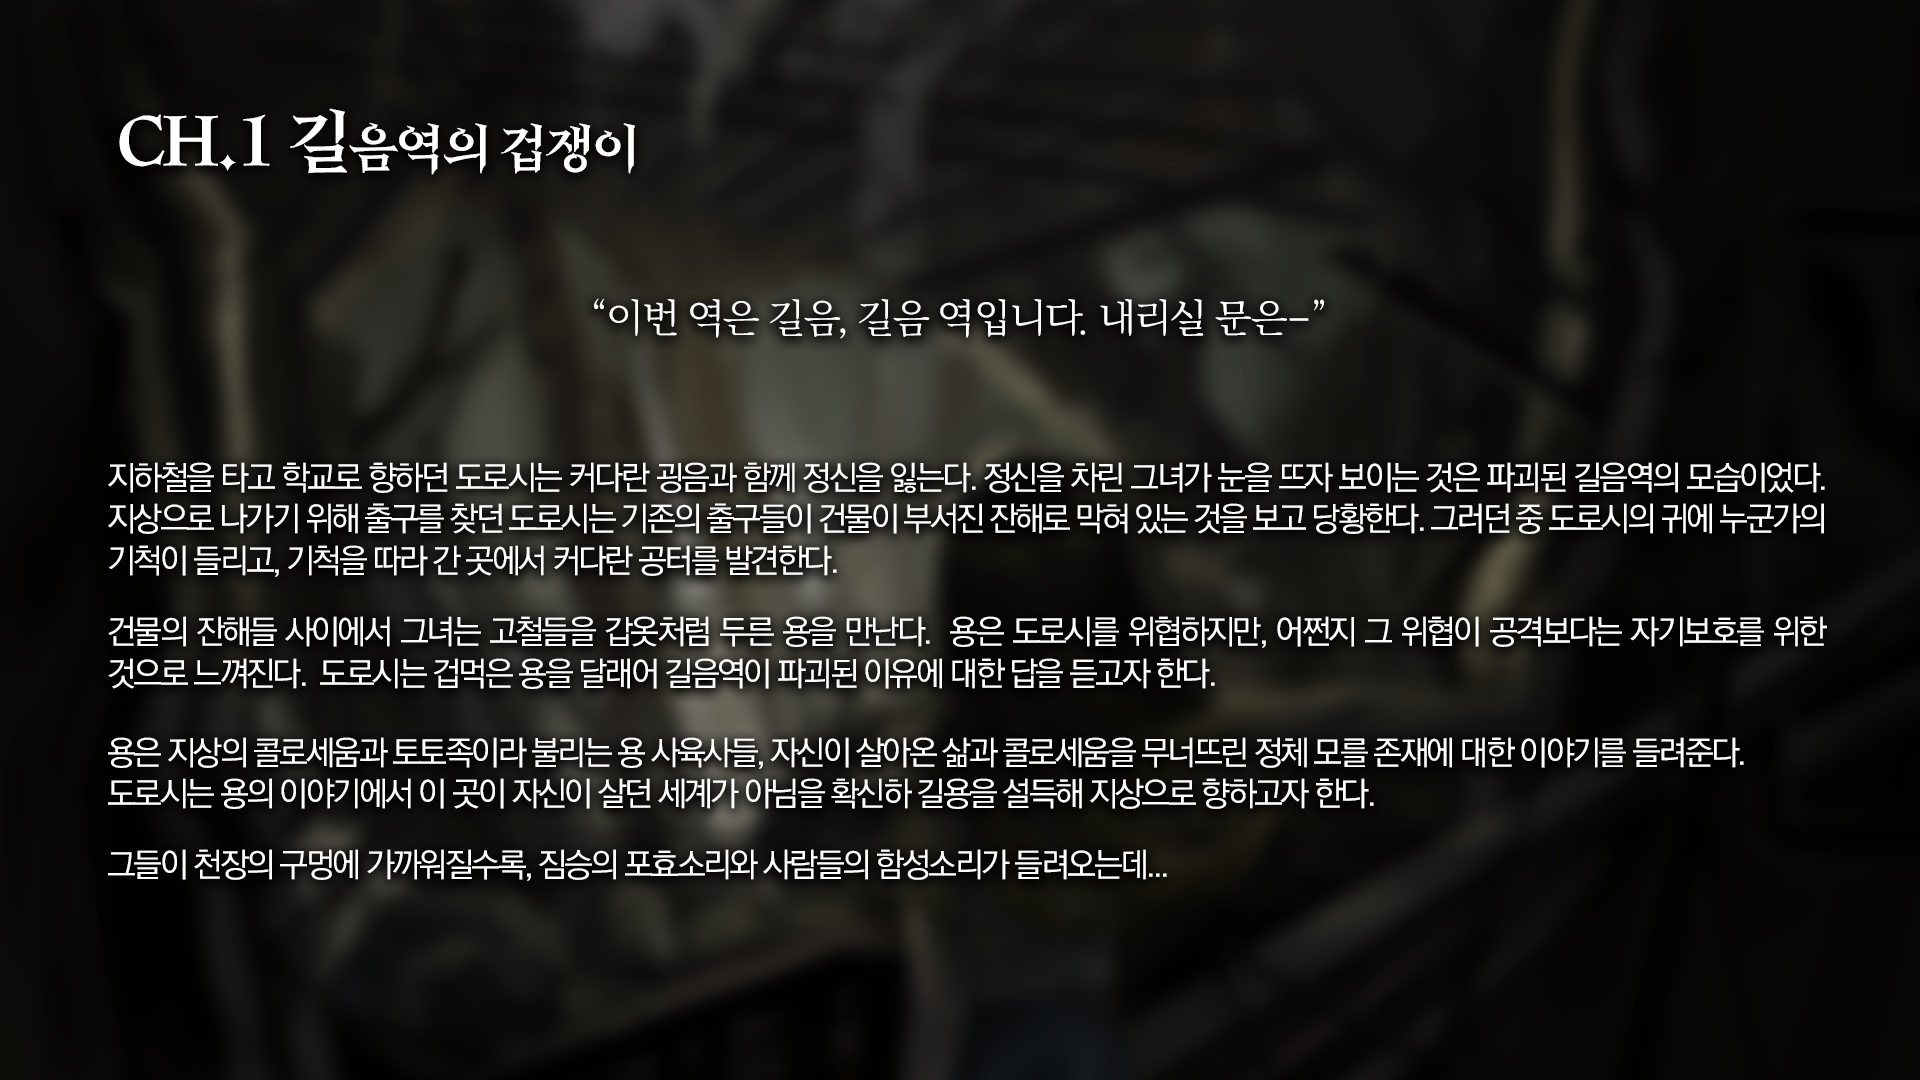 CH.1 길음역의 겁쟁이
“이번 역은 길음, 길음 역입니다. 내리실 문은–”
지하철을 타고 학교로 향하던 도로시는 커다란 굉음과 함께 정신을 잃는다. 정신을 차린 그녀가 눈을 뜨자 보이는 것은 파괴된 길음역의 모습이었다.
지상으로 나가기 위해 출구를 찾던 도로시는 기존의 출구들이 건물이 부서진 잔해로 막혀 있는 것을 보고 당황한다. 그러던 중 도로시의 귀에 누군가의
기척이 들리고, 기척을 따라 간 곳에서 커다란 공터를 발견한다.
건물의 잔해들 사이에서 그녀는 고철들을 갑옷처럼 두른 용을 만난다. 용은 도로시를 위협하지만, 어쩐지 그 위협이 공격보다는 자기보호를 위한
것으로 느껴진다. 도로시는 겁먹은 용을 달래어 길음역이 파괴된 이유에 대한 답을 듣고자 한다.
용은 지상의 콜로세움과 토토족이라 불리는 용 사육사들, 자신이 살아온 삶과 콜로세움을 무너뜨린 정체 모를 존재에 대한 이야기를 들려준다.
도로시는 용의 이야기에서 이 곳이 자신이 살던 세계가 아님을 확신하 길용을 설득해 지상으로 향하고자 한다.
그들이 천장의 구멍에 가까워질수록, 짐승의 포효소리와 사람들의 함성소리가 들려오는데...